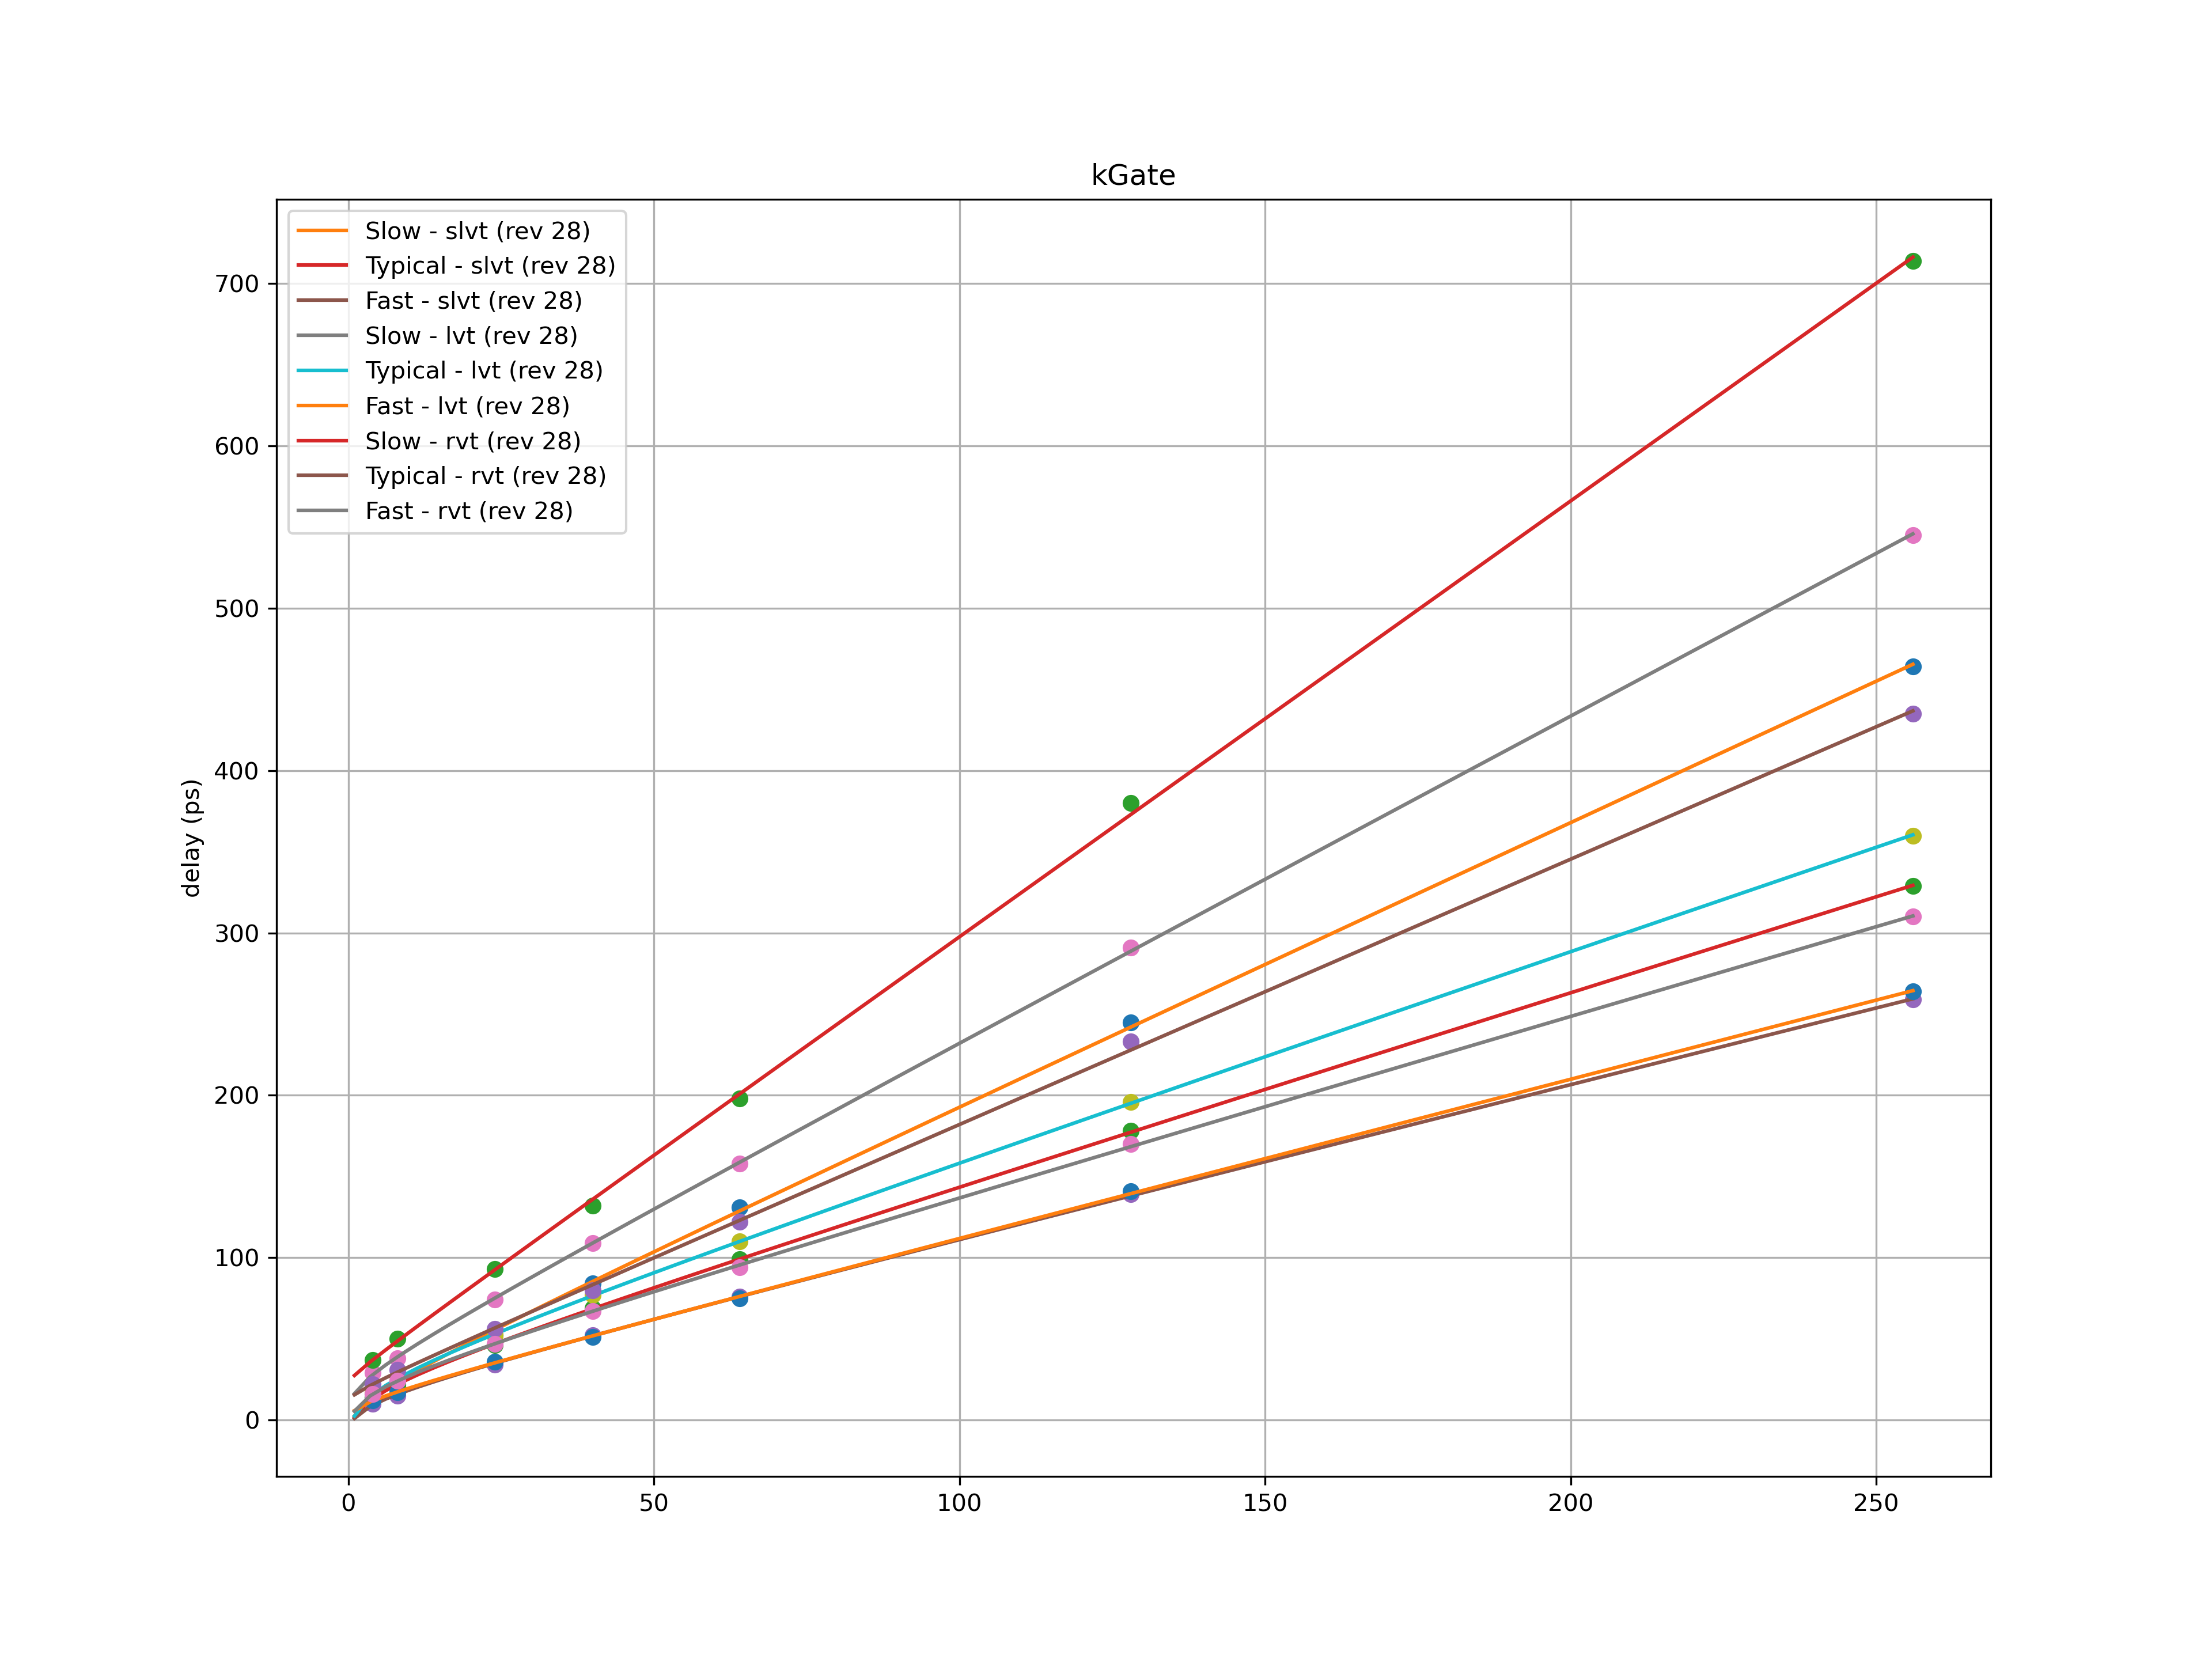 kGate
Slow - slvt (rev 28)
Typical - slvt (rev 28)
Fast - slvt (rev 28)
Slow - lvt (rev 28)
Typical - lvt (rev 28)
Fast - lvt (rev 28)
Slow - rvt (rev 28)
Typical - rvt (rev 28)
Fast - rvt (rev 28)
delay (ps)
700
600
500
400
300
200
100
0
0 50 100 150 200 250